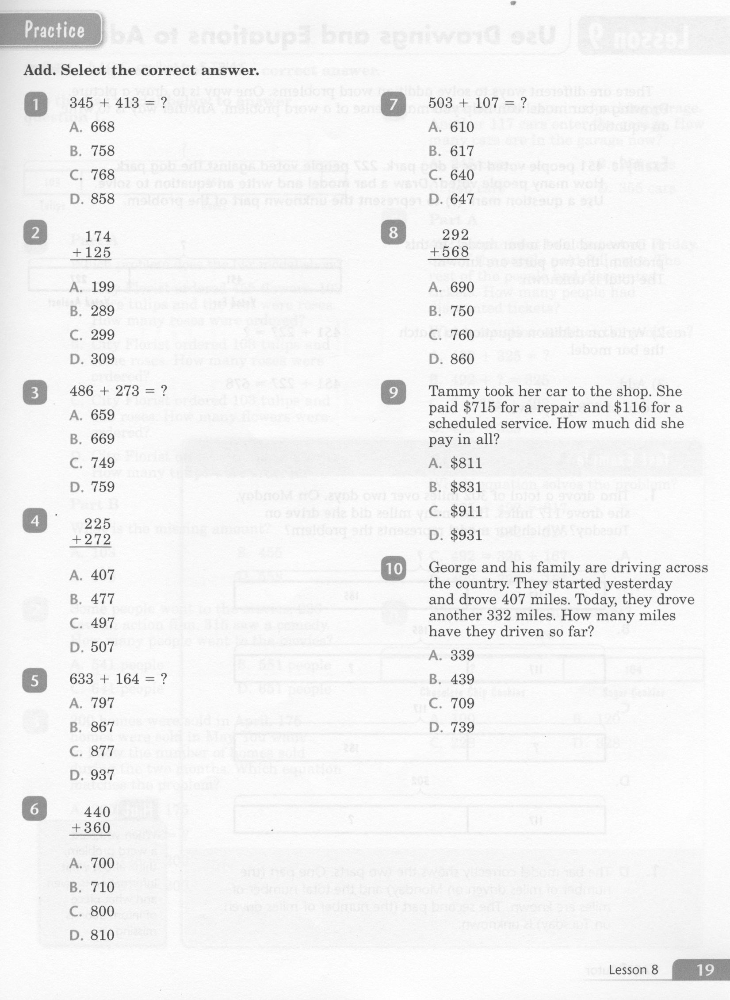 Practice
Add. Select the correct answer.
1 345 + 413 = ?
A. 668
B. 758
C. 768
D. 858
2 174
+125
A. 199
B. 289
C. 299
D. 309
3 486 + 273 = ?
A. 659
B. 669
C. 749
D. 759
4 225
+272
A. 407
B. 477
C. 497
D. 507
5 633 + 164 = ?
A. 797
B. 867
C. 877
D. 937
6 440
+360
A. 700
B. 710
C. 800
D. 810
7 503 + 107 = ?
A. 610
B. 617
C. 640
D. 647
8 292
+568
A. 690
B. 750
C. 760
D. 860
9 Tammy took her car to the shop. She
paid $715 for a repair and $116 for a
scheduled service. How much did she
pay in all?
A. $811
B. $831
C. $911
D. $931
10 George and his family are driving across
the country. They started yesterday
and drove 407 miles. Today, they drove
another 332 miles. How many miles
have they driven so far?
A. 339
B. 439
C. 709
D. 739
Lesson 8 19